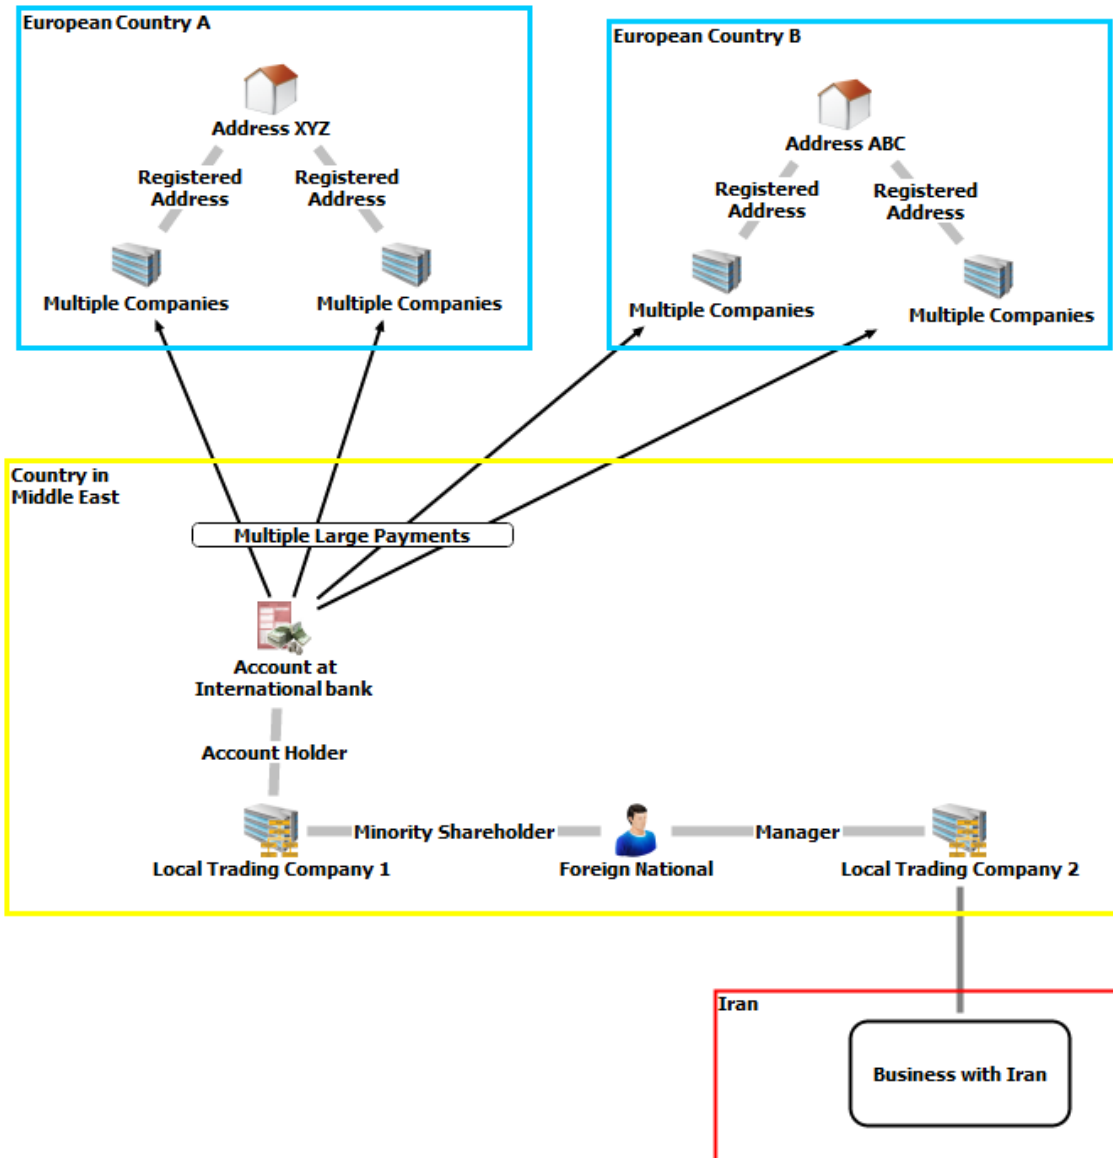 European Country A
European Country B
Address XYZ
Address ABC
Registered
Address
Registered
Address
Registered
Address
Registered
Address
Multiple Companies
Multiple Companies
Multiple Companies
Multiple Companies
Country in
Middle East
Multiple Large Payments
Account at
International bank
Account Holder
Minority Shareholder
Manager
Local Trading Company 1
Foreign National
Local Trading Company 2
Iran
Business with Iran